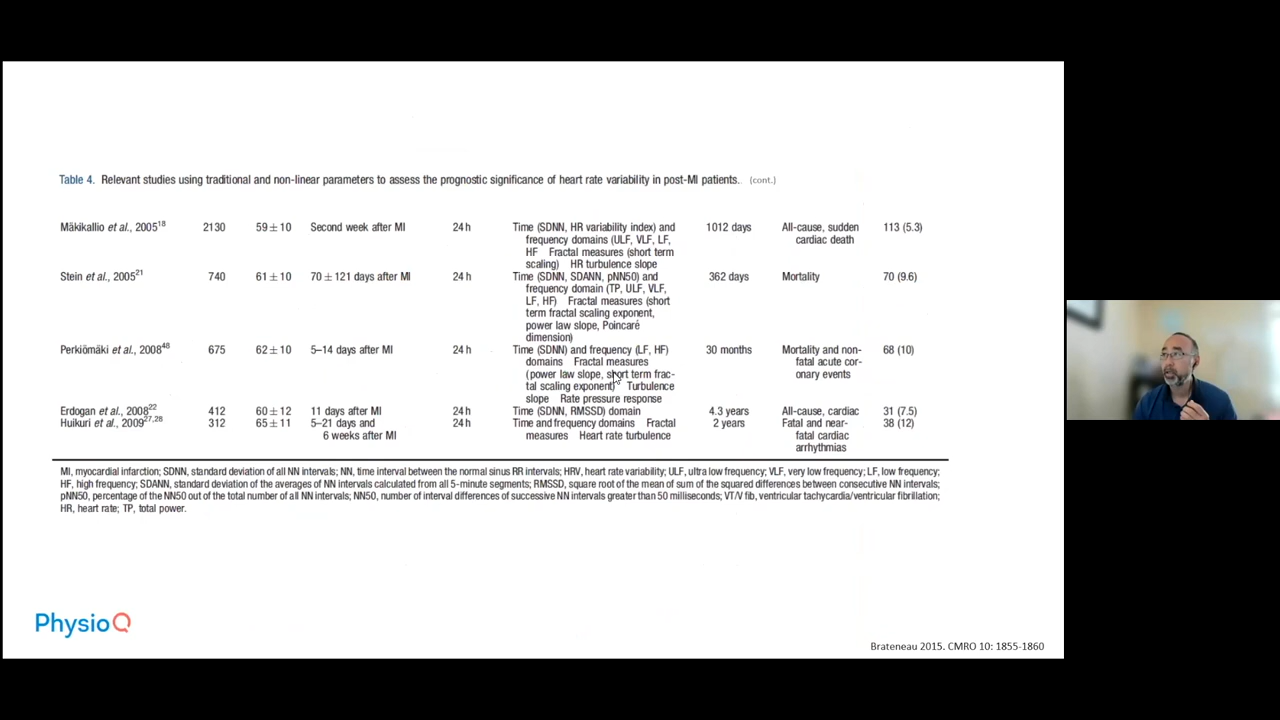 Table 4. Relevant studies using traditional and non-linear parameters to assess the prognostic significance of heart rate variability in post-MI patients. (cont.)
Mäkikallio et al., 2005¹⁸ 2130 59 ± 10 Second week after MI 24 h Time (SDNN, HR variability index) and 1012 days All-cause, sudden 113 (5.3)
frequency domains (ULF, VLF, LF, cardiac death
HF Fractal measures (short term
scaling) HR turbulence slope
Stein et al., 2005²¹ 740 61 ± 10 70 ± 121 days after MI 24 h Time (SDNN, SDANN, pNN50) and 362 days Mortality 70 (9.6)
frequency domain (TP, ULF, VLF,
LF, HF) Fractal measures (short
term fractal scaling exponent,
power law slope, Poincaré
dimension)
Perkiömäki et al., 2008⁴⁸ 675 62 ± 10 5–14 days after MI 24 h Time (SDNN) and frequency (LF, HF) 30 months Mortality and non- 68 (10)
domains Fractal measures fatal acute cor-
(power law slope, short term frac- onary events
tal scaling exponent) Turbulence
slope Rate pressure response
Erdogan et al., 2008²² 412 60 ± 12 11 days after MI 24 h Time (SDNN, RMSSD) domain 4.3 years All-cause, cardiac 31 (7.5)
Huikuri et al., 2009²⁷,²⁸ 312 65 ± 11 5–21 days and 24 h Time and frequency domains Fractal 2 years Fatal and near- 38 (12)
6 weeks after MI measures Heart rate turbulence fatal cardiac
arrhythmias
MI, myocardial infarction; SDNN, standard deviation of all NN intervals; NN, time interval between the normal sinus RR intervals; HRV, heart rate variability; ULF, ultra low frequency; VLF, very low frequency; LF, low frequency;
HF, high frequency; SDANN, standard deviation of the averages of NN intervals calculated from all 5-minute segments; RMSSD, square root of the mean of sum of the squared differences between consecutive NN intervals;
pNN50, percentage of the NN50 out of the total number of all NN intervals; NN50, number of interval differences of successive NN intervals greater than 50 milliseconds; VT/V fib, ventricular tachycardia/ventricular fibrillation;
HR, heart rate; TP, total power.
PhysioQ
Brateneau 2015. CMRO 10: 1855-1860